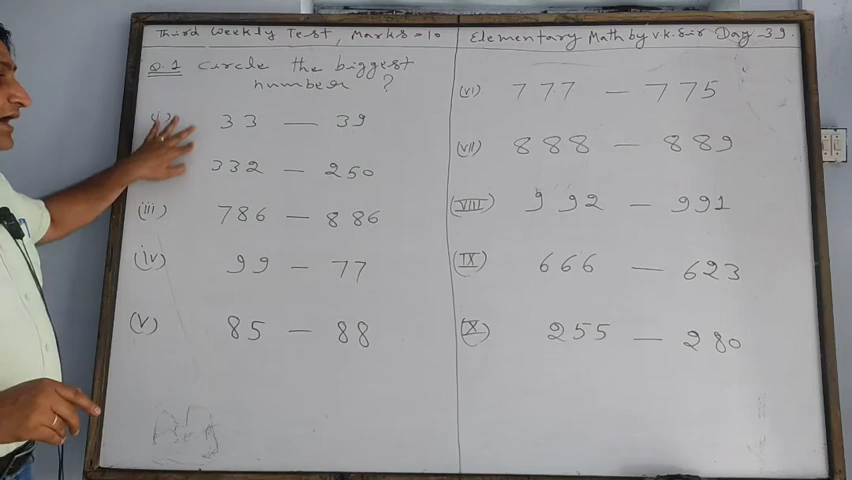 Third Weekly Test, Marks = 10
Q.1 Circle the biggest
number ?
(i) 33 — 39
332 — 250
(iii) 786 — 886
(iv) 99 — 77
(v) 85 — 88
Elementary Math by V.K. Sir Day - 39.
(vi) 777 — 775
(vii) 888 — 889
(VIII) 992 — 991
(IX) 666 — 623
(X) 255 — 280